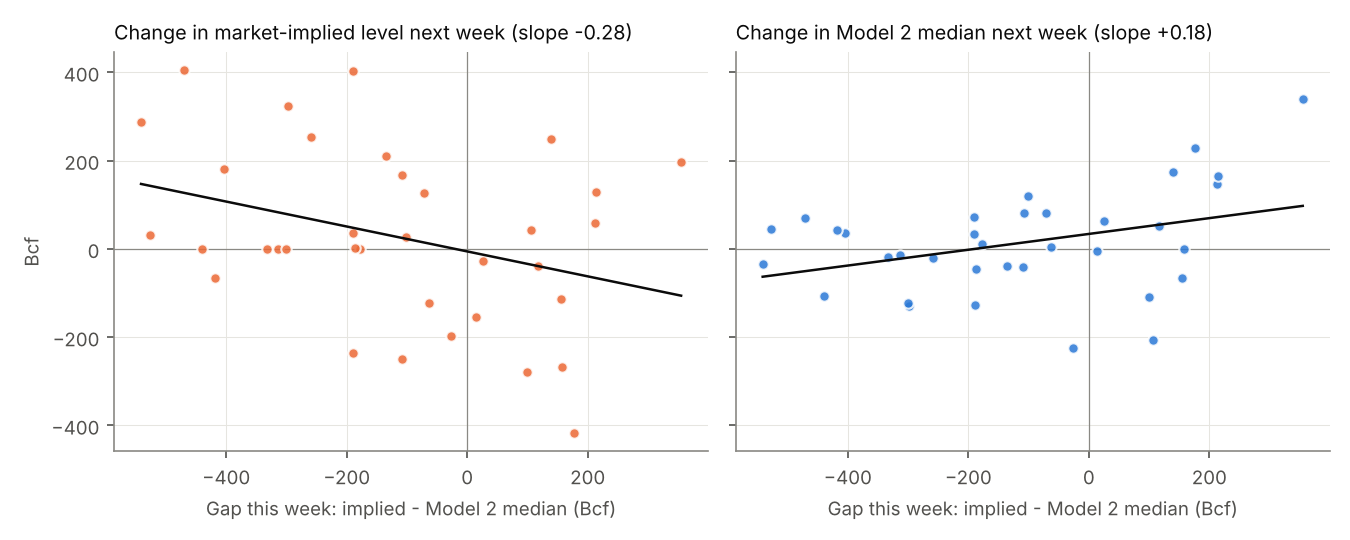 Change in market-implied level next week (slope -0.28)
Change in Model 2 median next week (slope +0.18)
400
200
0
−200
−400
Bcf
−400
−200
0
200
−400
−200
0
200
Gap this week: implied - Model 2 median (Bcf)
Gap this week: implied - Model 2 median (Bcf)